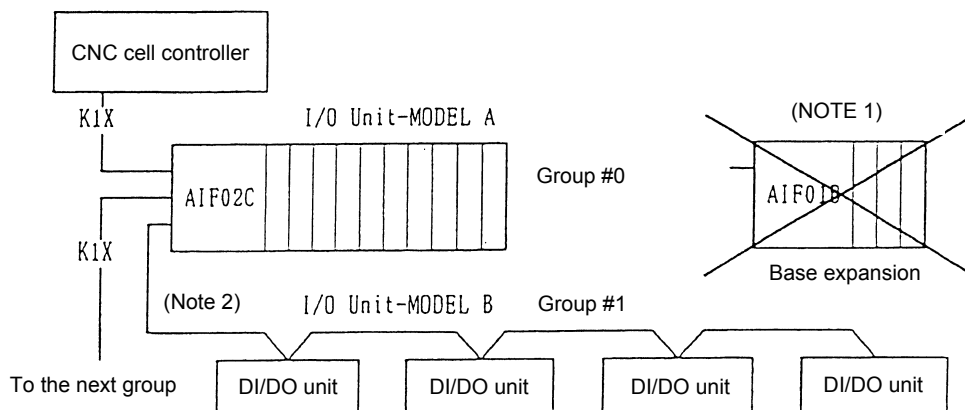 CNC cell controller
K1X
I/O Unit-MODEL A
(NOTE 1)
AIF02C
Group #0
AIF01B
K1X
Base expansion
(Note 2)
I/O Unit-MODEL B
Group #1
To the next group
DI/DO unit
DI/DO unit
DI/DO unit
DI/DO unit